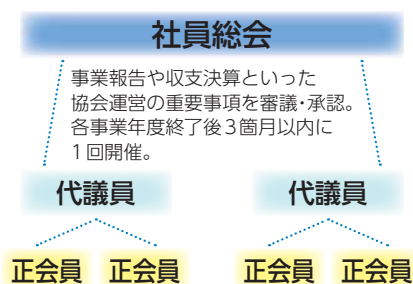 社員総会
事業報告や収支決算といった
協会運営の重要事項を審議・承認。
各事業年度終了後3箇月以内に
1回開催。
代議員 代議員
正会員 正会員 正会員 正会員